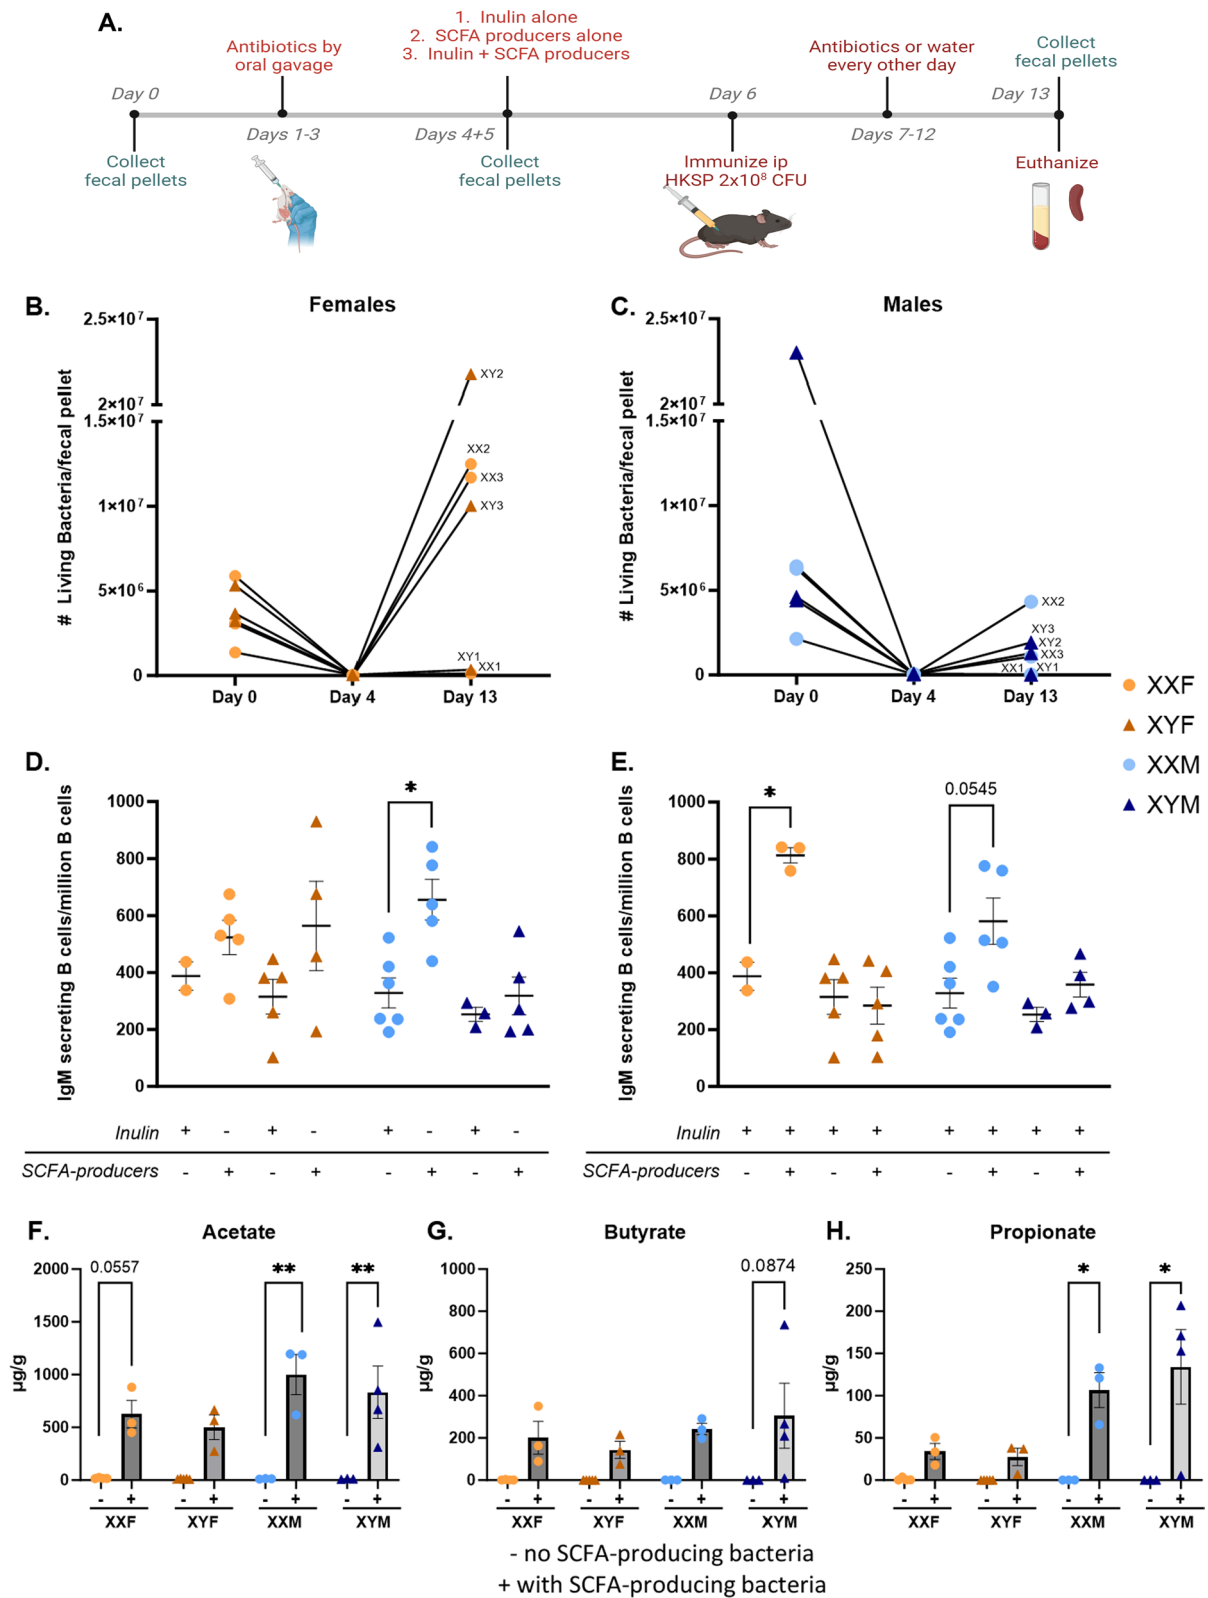 A.
1. Inulin alone
2. SCFA producers alone
3. Inulin + SCFA producers
Antibiotics by
oral gavage
Antibiotics or water
every other day
Collect
fecal pellets
Day 0
Day 6
Day 13
Days 1-3
Days 4+5
Days 7-12
Collect
fecal pellets
Collect
fecal pellets
Immunize ip
HKSP 2x10⁸ CFU
Euthanize
B.
Females
# Living Bacteria/fecal pellet
2.5×10⁷
2×10⁷
1.5×10⁷
1×10⁷
5×10⁶
0
XY2
XX2
XX3
XY3
XY1
XX1
Day 0 Day 4 Day 13
C.
Males
# Living Bacteria/fecal pellet
2.5×10⁷
2×10⁷
1.5×10⁷
1×10⁷
5×10⁶
0
XX2
XY3
XY2
XX3
XX1 XY1
Day 0 Day 4 Day 13
XXF
XYF
XXM
XYM
D.
IgM secreting B cells/million B cells
1000
800
600
400
200
0
*
Inulin + - + - + - + -
SCFA-producers - + - + - + - +
E.
IgM secreting B cells/million B cells
1000
800
600
400
200
0
*
0.0545
Inulin + + + + + + + +
SCFA-producers - + - + - + - +
F.
Acetate
µg/g
2000
1500
1000
500
0
0.0557
**
**
- + - + - + - +
XXF XYF XXM XYM
G.
Butyrate
µg/g
1000
800
600
400
200
0
0.0874
- + - + - + - +
XXF XYF XXM XYM
H.
Propionate
µg/g
250
200
150
100
50
0
*
*
- + - + - + - +
XXF XYF XXM XYM
- no SCFA-producing bacteria
+ with SCFA-producing bacteria